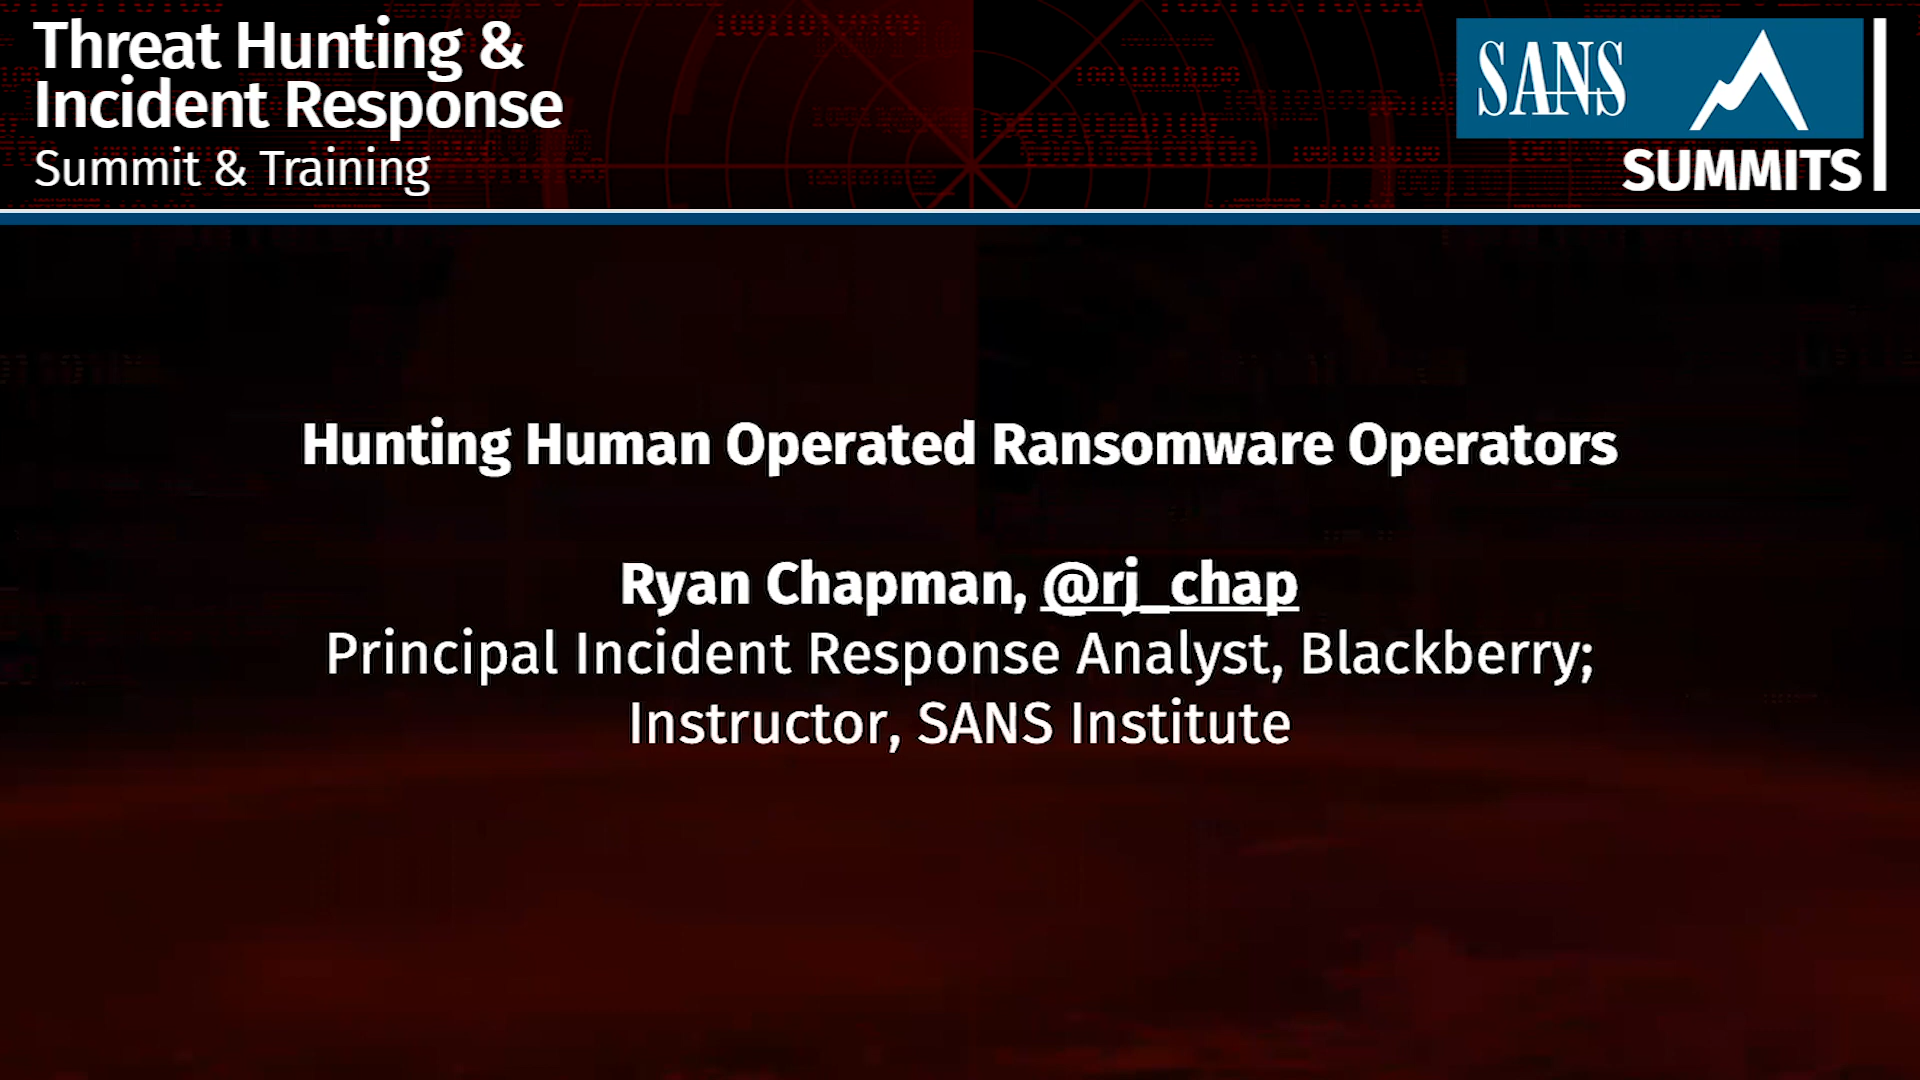 Threat Hunting &
Incident Response
Summit & Training
SANS
SUMMITS
Hunting Human Operated Ransomware Operators
Ryan Chapman, @rj_chap
Principal Incident Response Analyst, Blackberry;
Instructor, SANS Institute